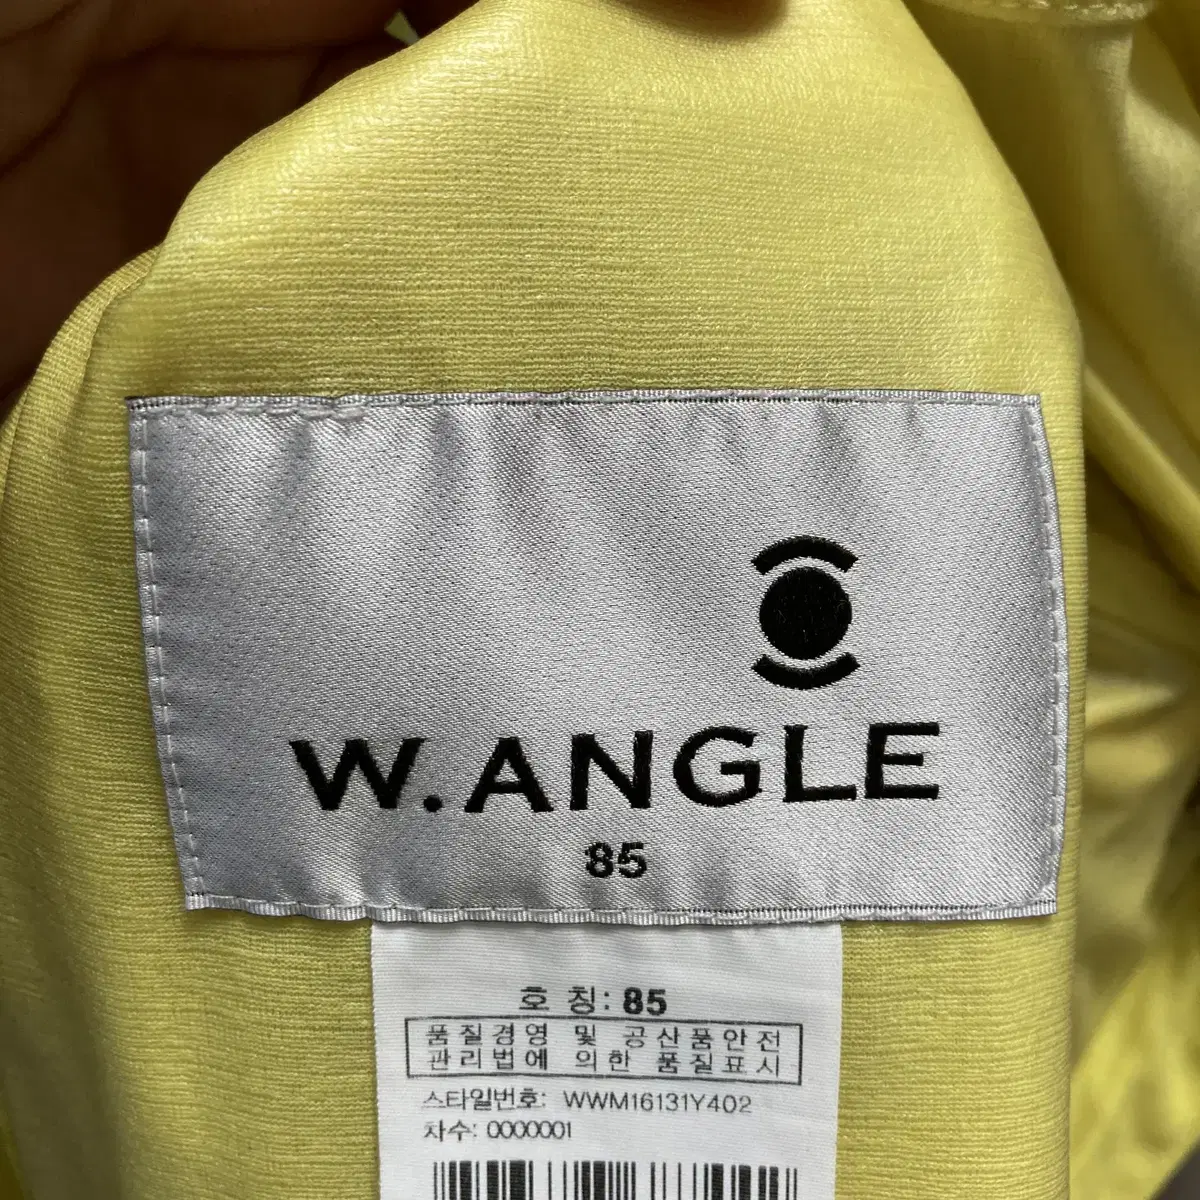 W.ANGLE
85
호 칭: 85
품질경영 및 공산품안전
관리법에 의한 품질표시
스타일번호: WWM16131Y402
차수: 0000001